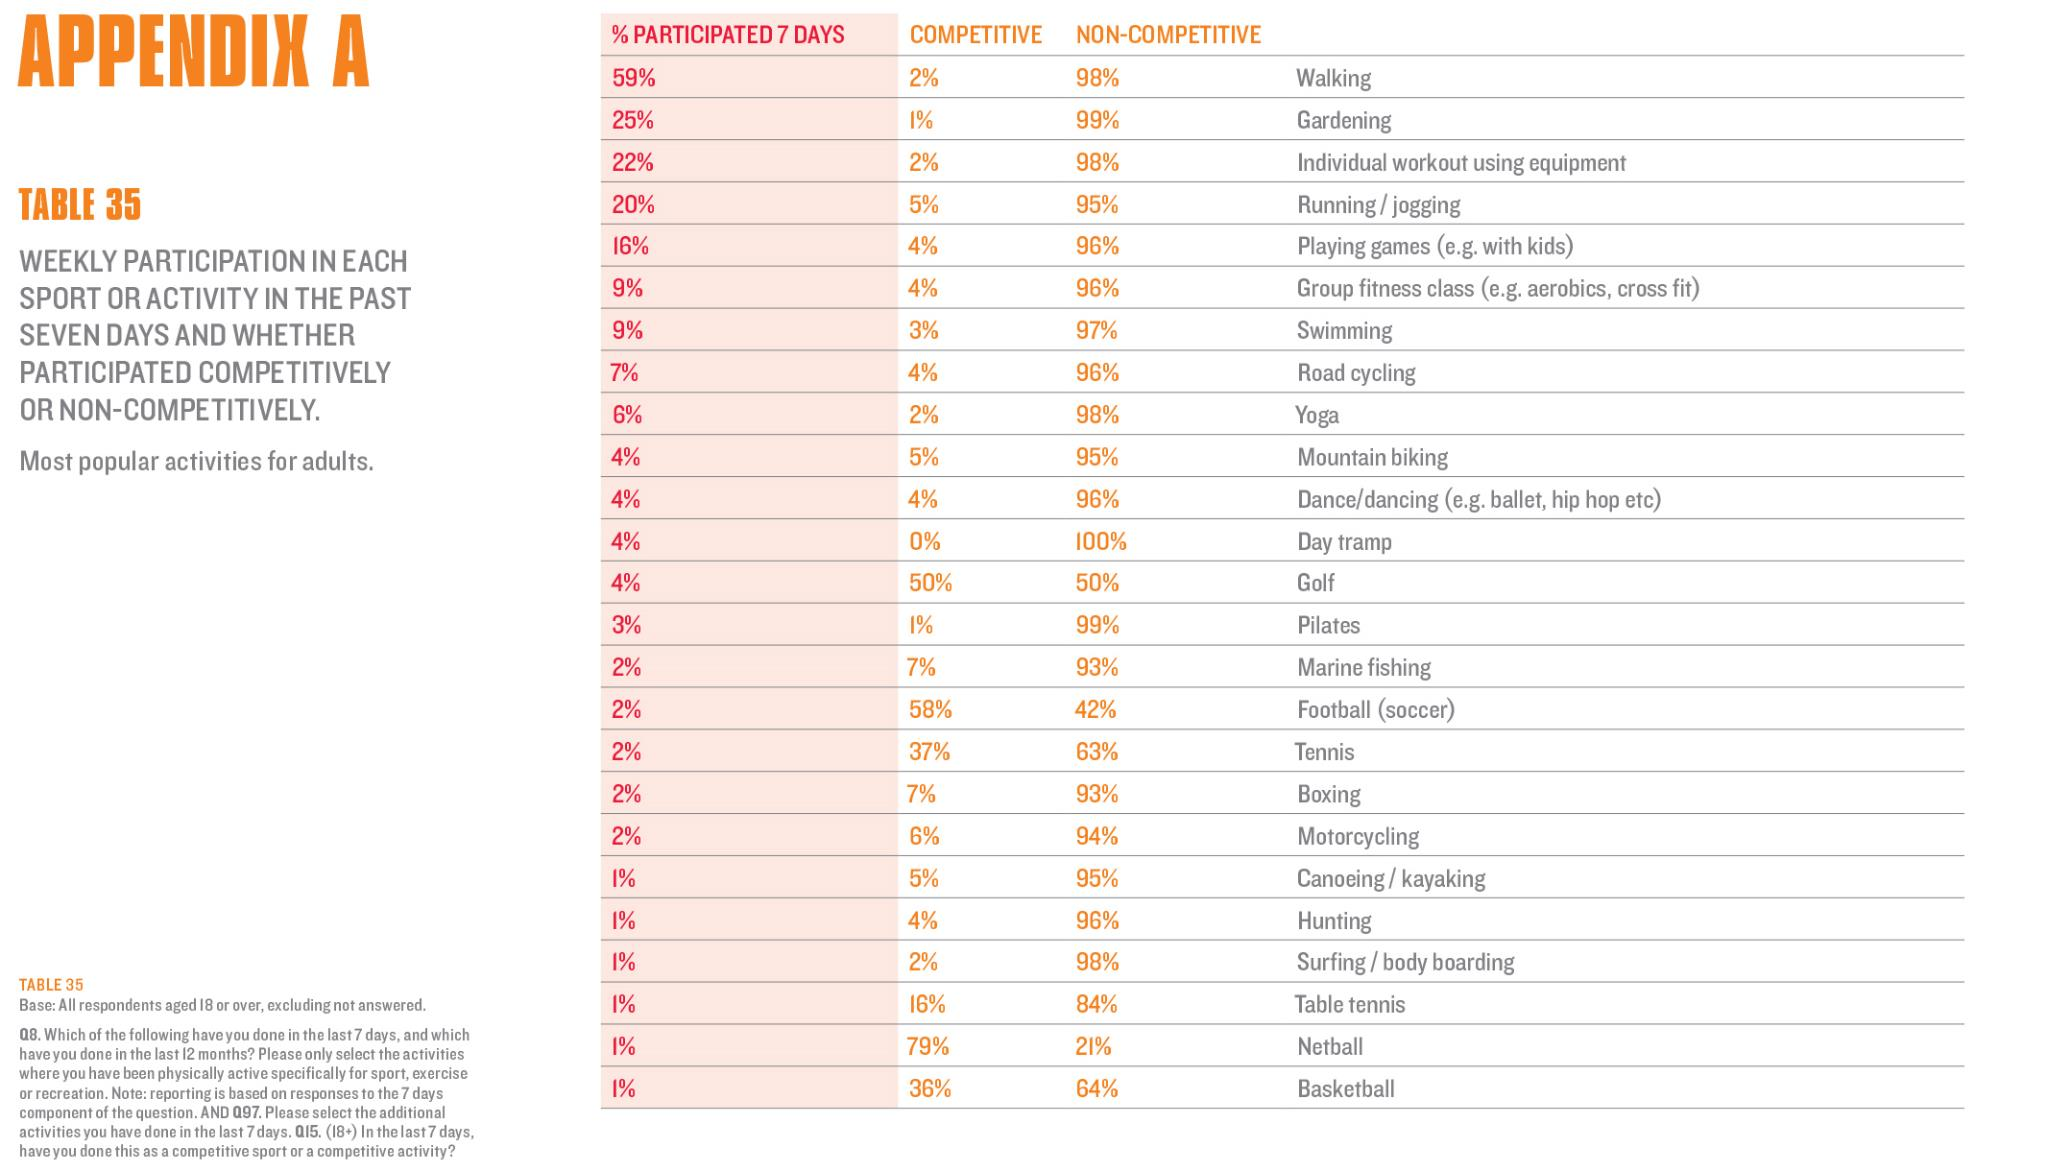 APPENDIX A
TABLE 35
WEEKLY PARTICIPATION IN EACH
SPORT OR ACTIVITY IN THE PAST
SEVEN DAYS AND WHETHER
PARTICIPATED COMPETITIVELY
OR NON-COMPETITIVELY.
Most popular activities for adults.
% PARTICIPATED 7 DAYS COMPETITIVE NON-COMPETITIVE
59% 2% 98% Walking
25% 1% 99% Gardening
22% 2% 98% Individual workout using equipment
20% 5% 95% Running / jogging
16% 4% 96% Playing games (e.g. with kids)
9% 4% 96% Group fitness class (e.g. aerobics, cross fit)
9% 3% 97% Swimming
7% 4% 96% Road cycling
6% 2% 98% Yoga
4% 5% 95% Mountain biking
4% 4% 96% Dance/dancing (e.g. ballet, hip hop etc)
4% 0% 100% Day tramp
4% 50% 50% Golf
3% 1% 99% Pilates
2% 7% 93% Marine fishing
2% 58% 42% Football (soccer)
2% 37% 63% Tennis
2% 7% 93% Boxing
2% 6% 94% Motorcycling
1% 5% 95% Canoeing / kayaking
1% 4% 96% Hunting
1% 2% 98% Surfing / body boarding
1% 16% 84% Table tennis
1% 79% 21% Netball
1% 36% 64% Basketball
TABLE 35
Base: All respondents aged 18 or over, excluding not answered.
Q8. Which of the following have you done in the last 7 days, and which
have you done in the last 12 months? Please only select the activities
where you have been physically active specifically for sport, exercise
or recreation. Note: reporting is based on responses to the 7 days
component of the question. AND Q97. Please select the additional
activities you have done in the last 7 days. Q15. (18+) In the last 7 days,
have you done this as a competitive sport or a competitive activity?